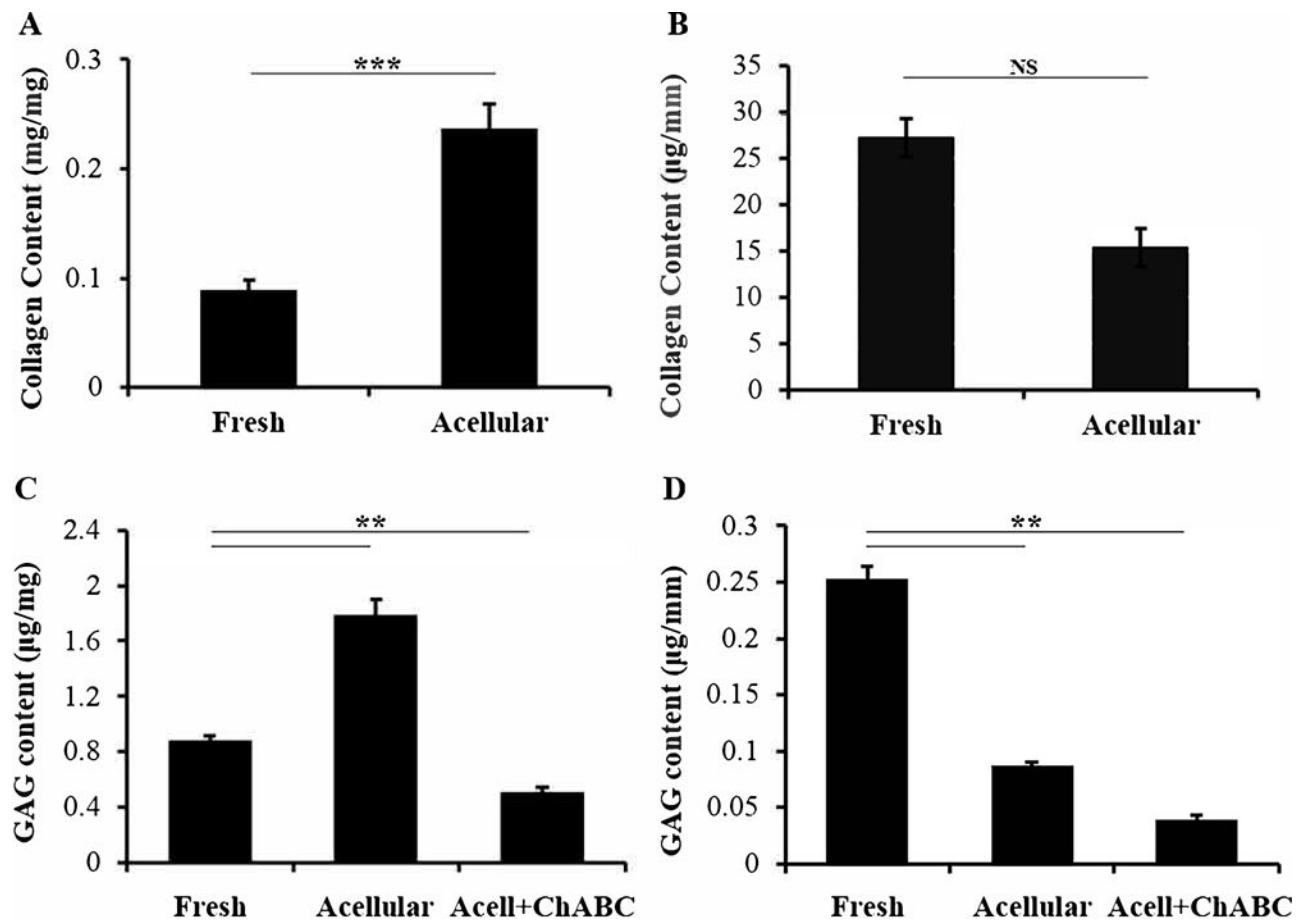 A
Collagen Content (mg/mg)
0.3
0.2
0.1
0
***
Fresh Acellular
B
Collagen Content (µg/mm)
35
30
25
20
15
10
5
0
NS
Fresh Acellular
C
GAG content (µg/mg)
2.4
2
1.6
1.2
0.8
0.4
0
**
Fresh Acellular Acell+ChABC
D
GAG content (µg/mm)
0.3
0.25
0.2
0.15
0.1
0.05
0
**
Fresh Acellular Acell+ChABC